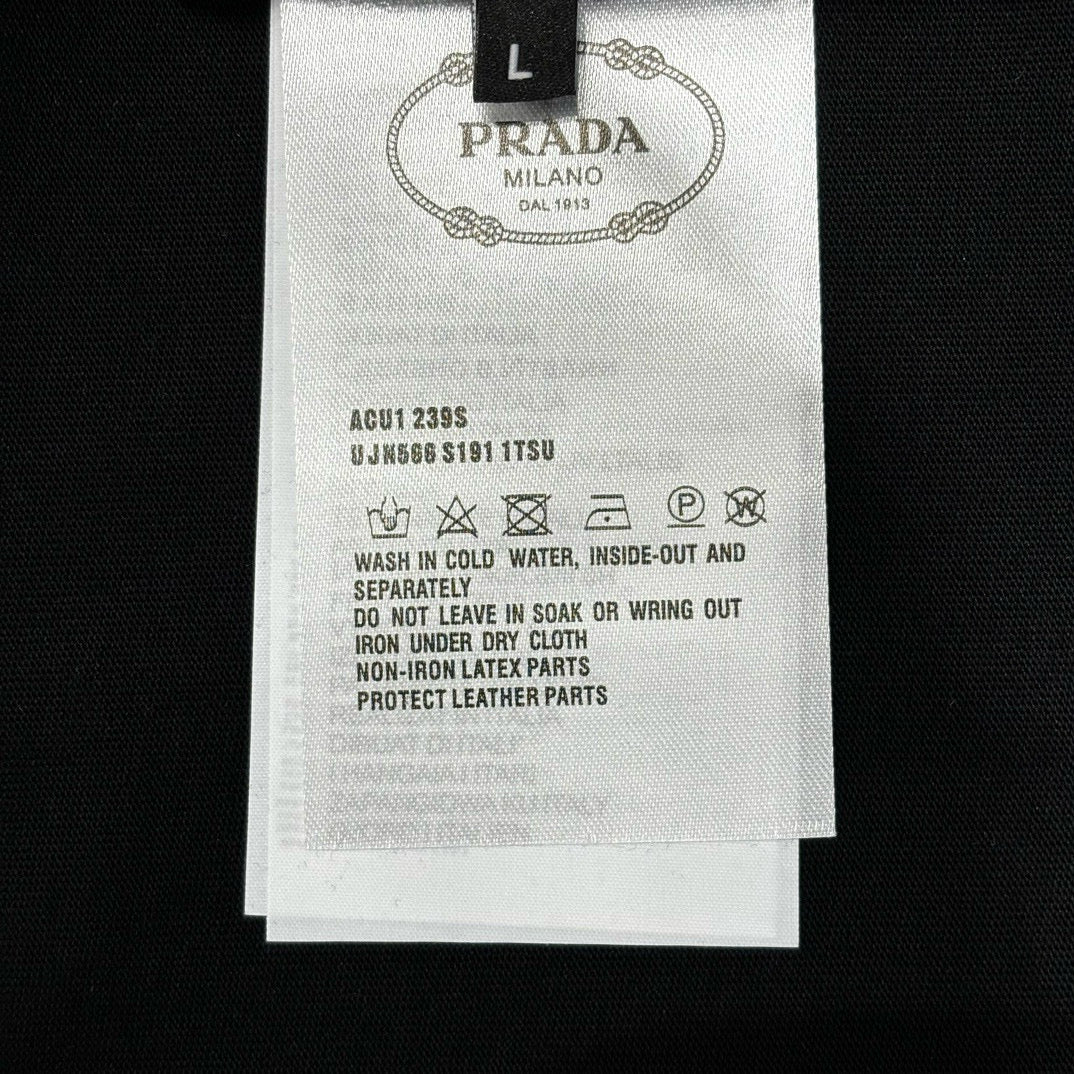 L
PRADA
MILANO
DAL 1913
ACU1 239S
UJN566 S191 1TSU
P W
WASH IN COLD WATER, INSIDE-OUT AND
SEPARATELY
DO NOT LEAVE IN SOAK OR WRING OUT
IRON UNDER DRY CLOTH
NON-IRON LATEX PARTS
PROTECT LEATHER PARTS